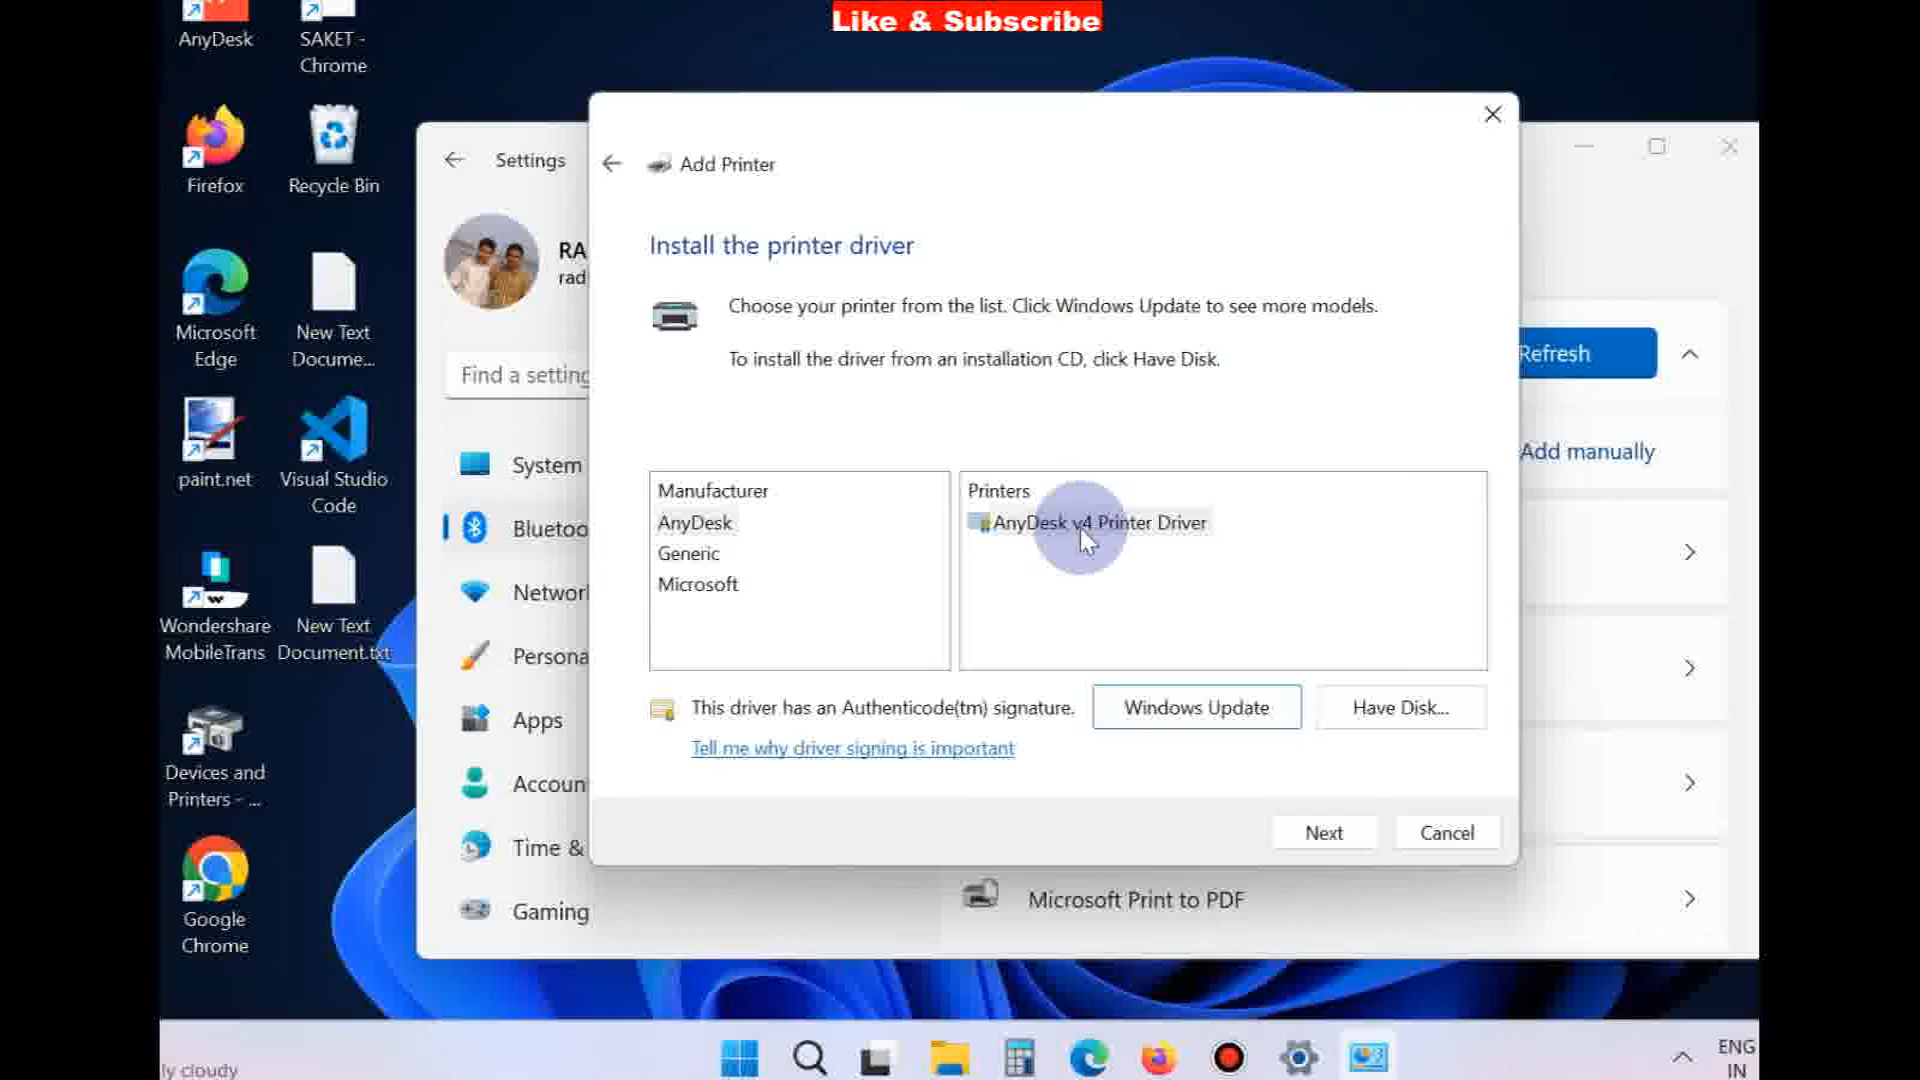 Like & Subscribe
AnyDesk
SAKET -
Chrome
Firefox
Recycle Bin
Microsoft
Edge
New Text
Docume...
paint.net
Visual Studio
Code
Wondershare
MobileTrans
New Text
Document.txt
Devices and
Printers - ...
Google
Chrome
Settings
RA
rad
Find a setting
System
Bluetoo
Networ
Persona
Apps
Accoun
Time &
Gaming
Add Printer
Install the printer driver
Choose your printer from the list. Click Windows Update to see more models.
To install the driver from an installation CD, click Have Disk.
Manufacturer
AnyDesk
Generic
Microsoft
Printers
AnyDesk v4 Printer Driver
This driver has an Authenticode(tm) signature.
Windows Update
Have Disk...
Tell me why driver signing is important
Next
Cancel
Refresh
Add manually
Microsoft Print to PDF
ly cloudy
ENG
IN